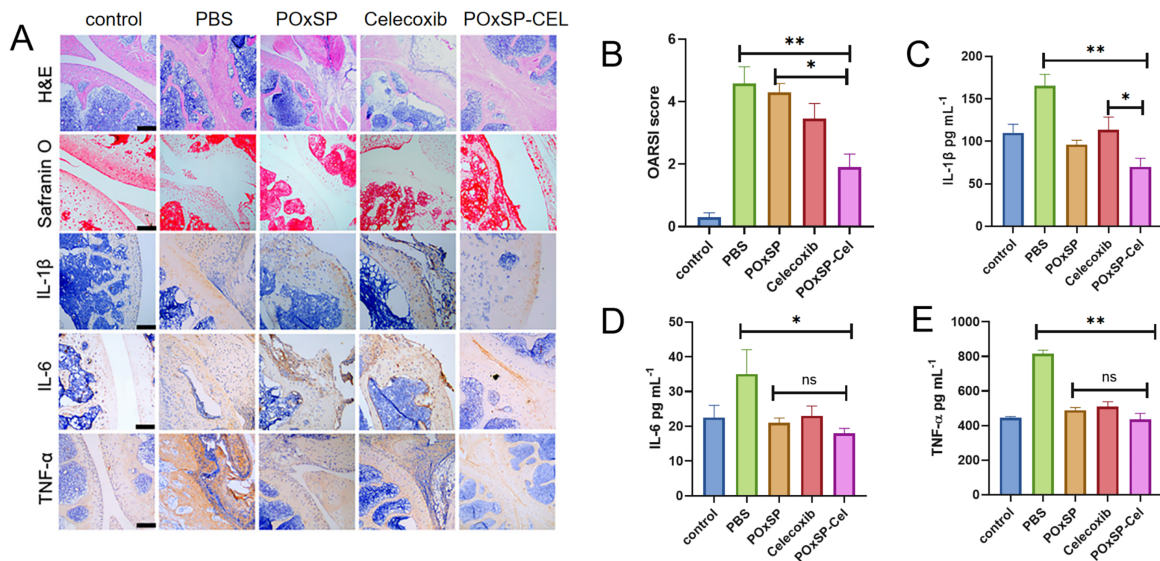 A
control PBS POxSP Celecoxib POxSP-CEL
H&E
Safranin O
IL-1β
IL-6
TNF-α
B
OARSI score
6
4
2
0
**
*
control PBS POxSP Celecoxib POxSP-Cel
C
IL-1β pg mL-1
200
150
100
50
0
**
*
control PBS POxSP Celecoxib POxSP-Cel
D
IL-6 pg mL-1
50
40
30
20
10
0
*
ns
control PBS POxSP Celecoxib POxSP-Cel
E
TNF-α pg mL-1
1000
800
600
400
200
0
**
ns
control PBS POxSP Celecoxib POxSP-Cel